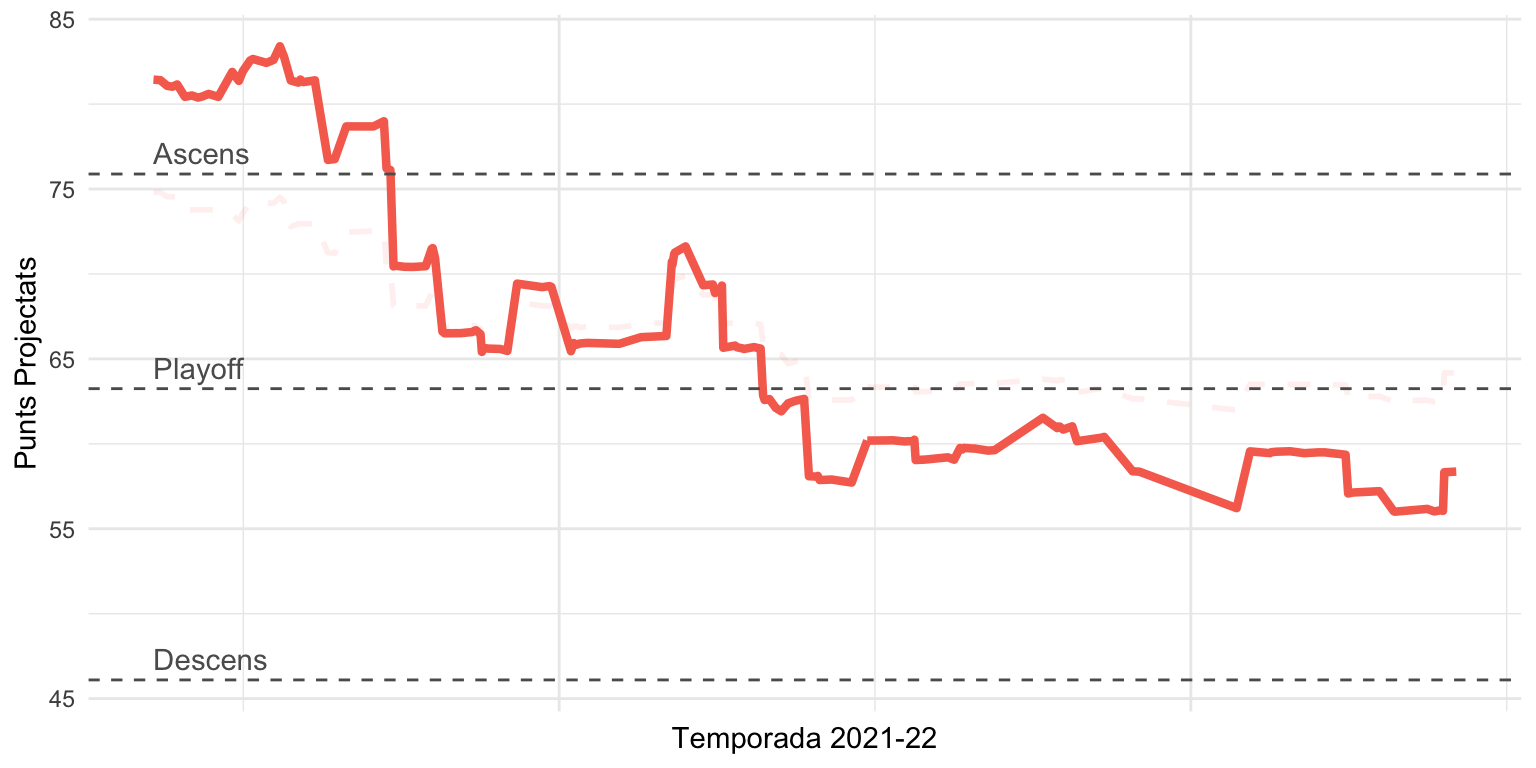 85
Ascens
75
Playoff
65
55
Descens
45
Punts Projectats
Temporada 2021-22